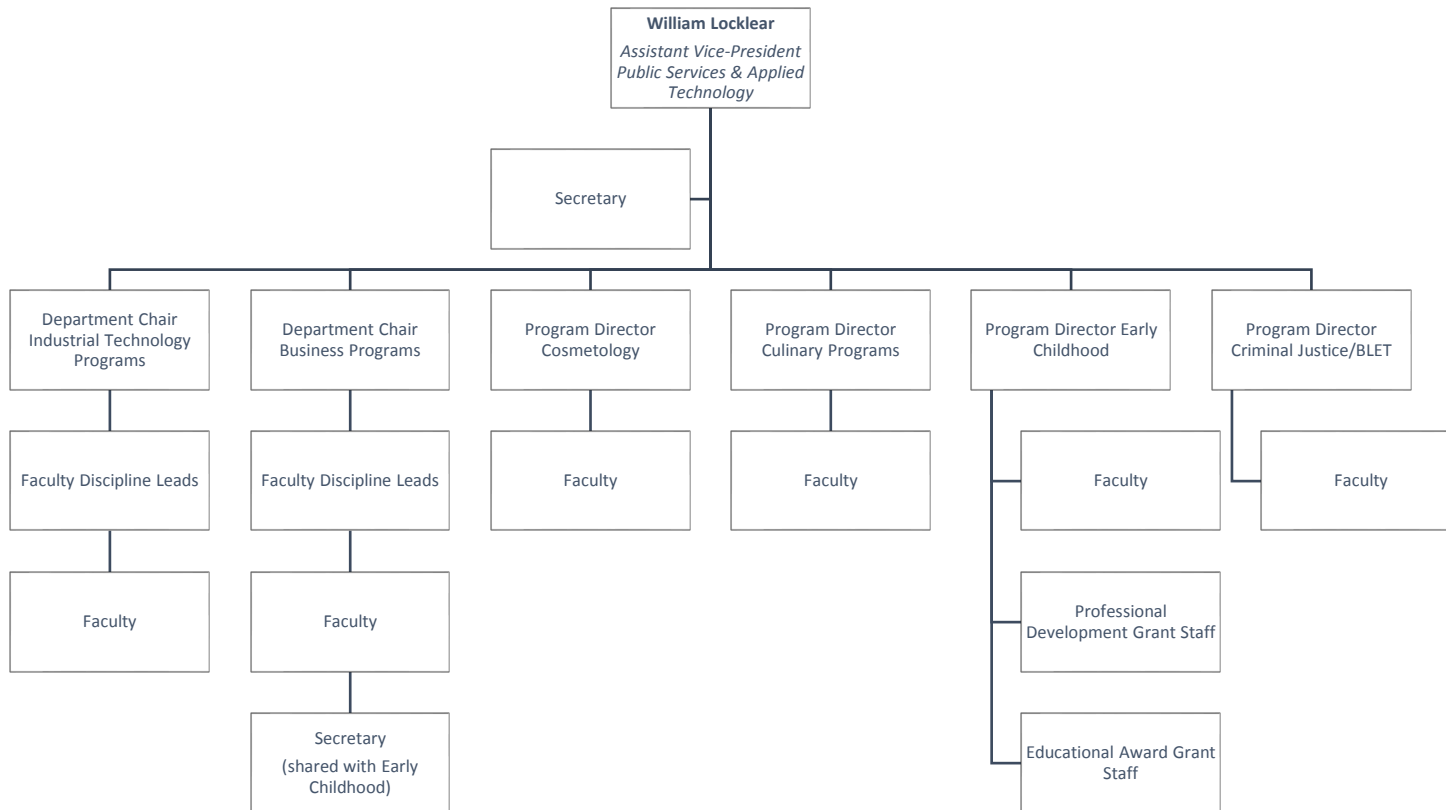 William Locklear
Assistant Vice-President
Public Services & Applied
Technology
Secretary
Department Chair
Industrial Technology
Programs
Department Chair
Business Programs
Program Director
Cosmetology
Program Director
Culinary Programs
Program Director Early
Childhood
Program Director
Criminal Justice/BLET
Faculty Discipline Leads
Faculty Discipline Leads
Faculty
Faculty
Faculty
Faculty
Faculty
Faculty
Professional
Development Grant Staff
Secretary
(shared with Early
Childhood)
Educational Award Grant
Staff